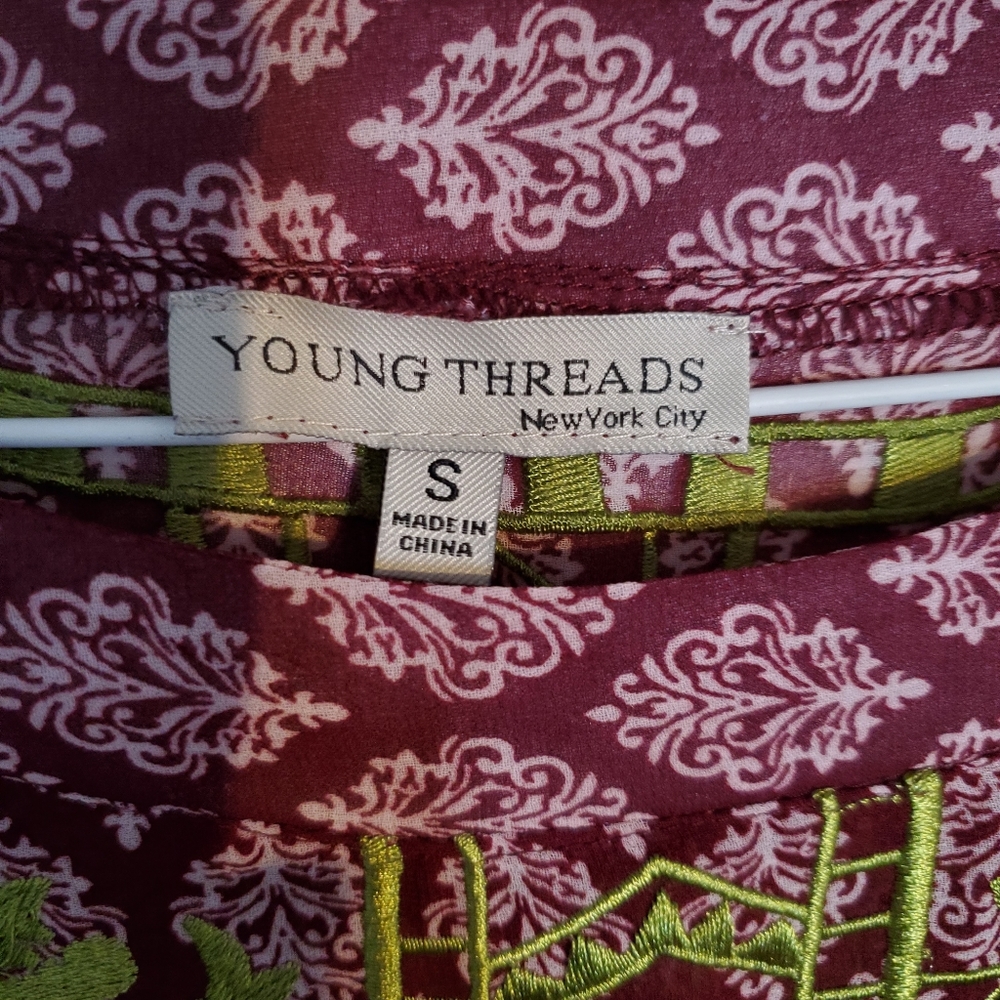 YOUNG THREADS
NewYork City
S
MADE IN
CHINA